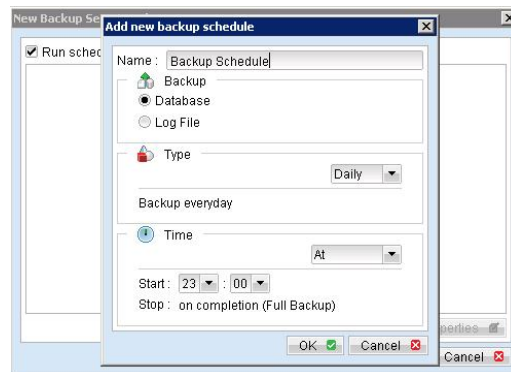 New Backup Se
Add new backup schedule
Run sched
Name : Backup Schedule
Backup
Database
Log File
Type
Daily
Backup everyday
Time
At
Start : 23 : 00
Stop : on completion (Full Backup)
perties
OK Cancel
Cancel